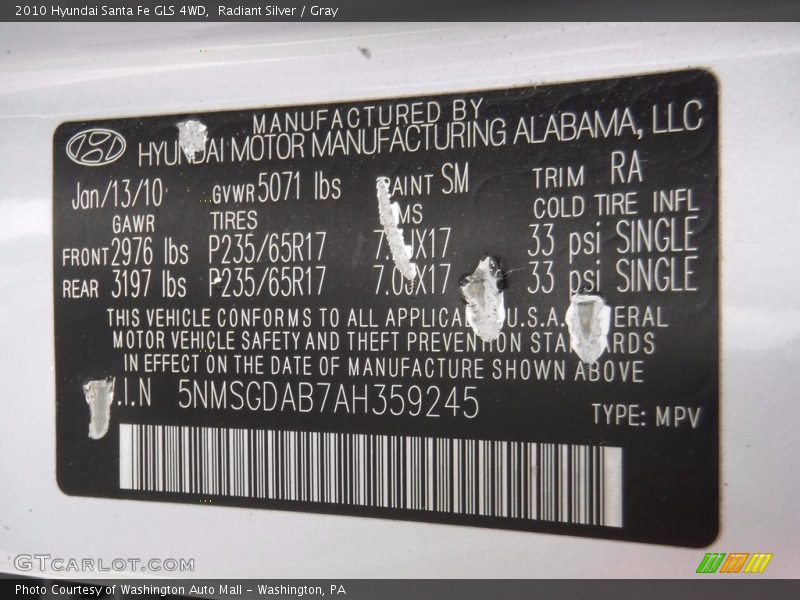 2010 Hyundai Santa Fe GLS 4WD, Radiant Silver / Gray
MANUFACTURED BY
HYUNDAI MOTOR MANUFACTURING ALABAMA, LLC
Jan/13/10 GVWR 5071 lbs PAINT SM TRIM RA
GAWR TIRES COLD TIRE INFL
FRONT 2976 lbs P235/65R17 33 psi SINGLE
REAR 3197 lbs P235/65R17 7.00X17 33 psi SINGLE
THIS VEHICLE CONFORMS TO ALL U.S.A.
MOTOR VEHICLE SAFETY AND THEFT PREVENTION STANDARDS
IN EFFECT ON THE DATE OF MANUFACTURE SHOWN ABOVE
.I.N 5NMSGDAB7AH359245
TYPE: MPV
GTCARLOT.COM
Photo Courtesy of Washington Auto Mall - Washington, PA